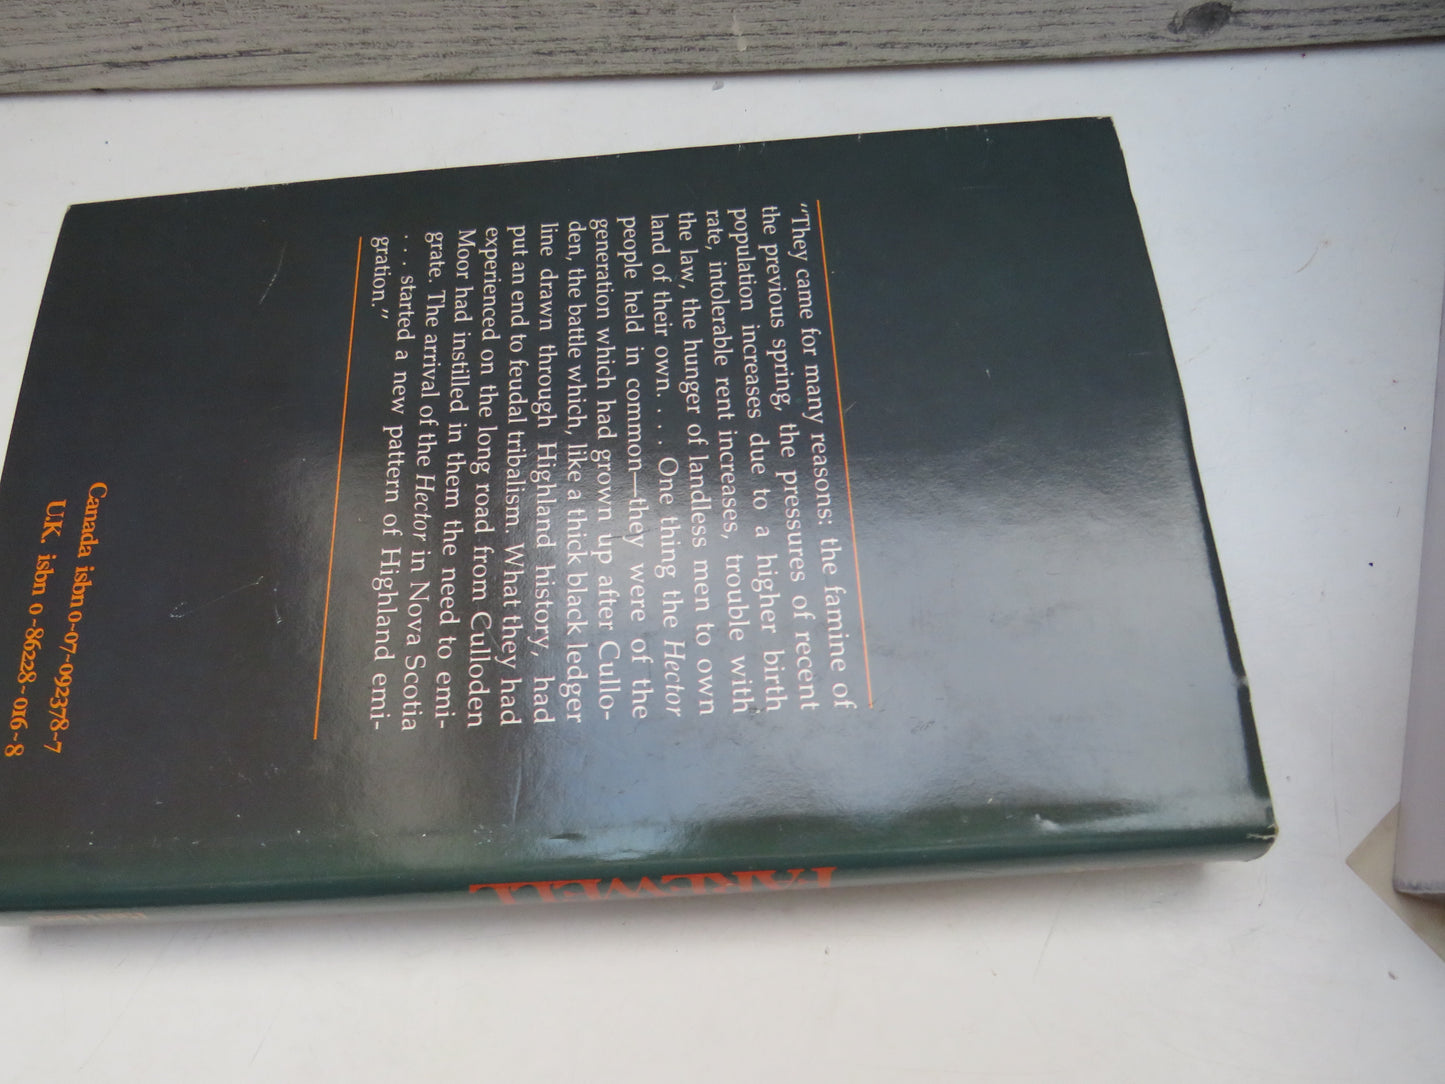 "They came for many reasons: the famine of
the previous spring, the pressures of recent
population increases due to a higher birth
rate, intolerable rent increases, trouble with
the law, the hunger of landless men to own
land of their own. . . . One thing the Hector
people held in common—they were of the
generation which had grown up after Cullo-
den, the battle which, like a thick black ledger
line drawn through Highland history, had
put an end to feudal tribalism. What they had
experienced on the long road from Culloden
Moor had instilled in them the need to emi-
grate. The arrival of the Hector in Nova Scotia
. . . started a new pattern of Highland emi-
gration."
Canada isbn 0-07-092378-7
U.K. isbn 0-86228-016-8
FAREWELL